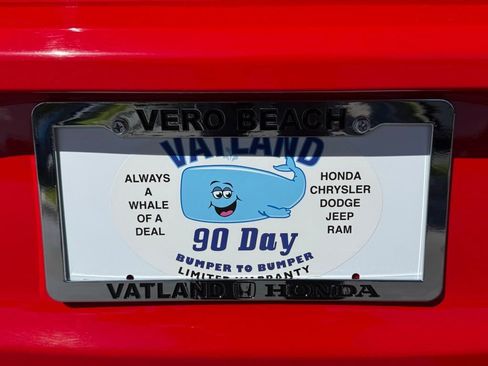 VERO BEACH
VATLAND
ALWAYS
A
WHALE
OF A
DEAL
HONDA
CHRYSLER
DODGE
JEEP
RAM
90 Day
BUMPER TO BUMPER
LIMITED WARRANTY
VATLAND HONDA